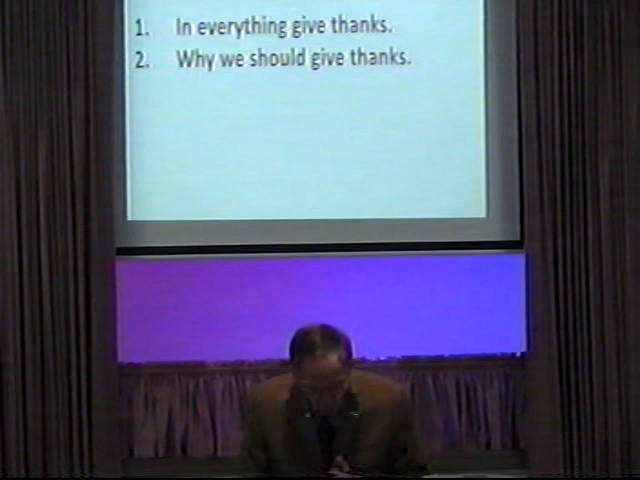 1. In everything give thanks.
2. Why we should give thanks.